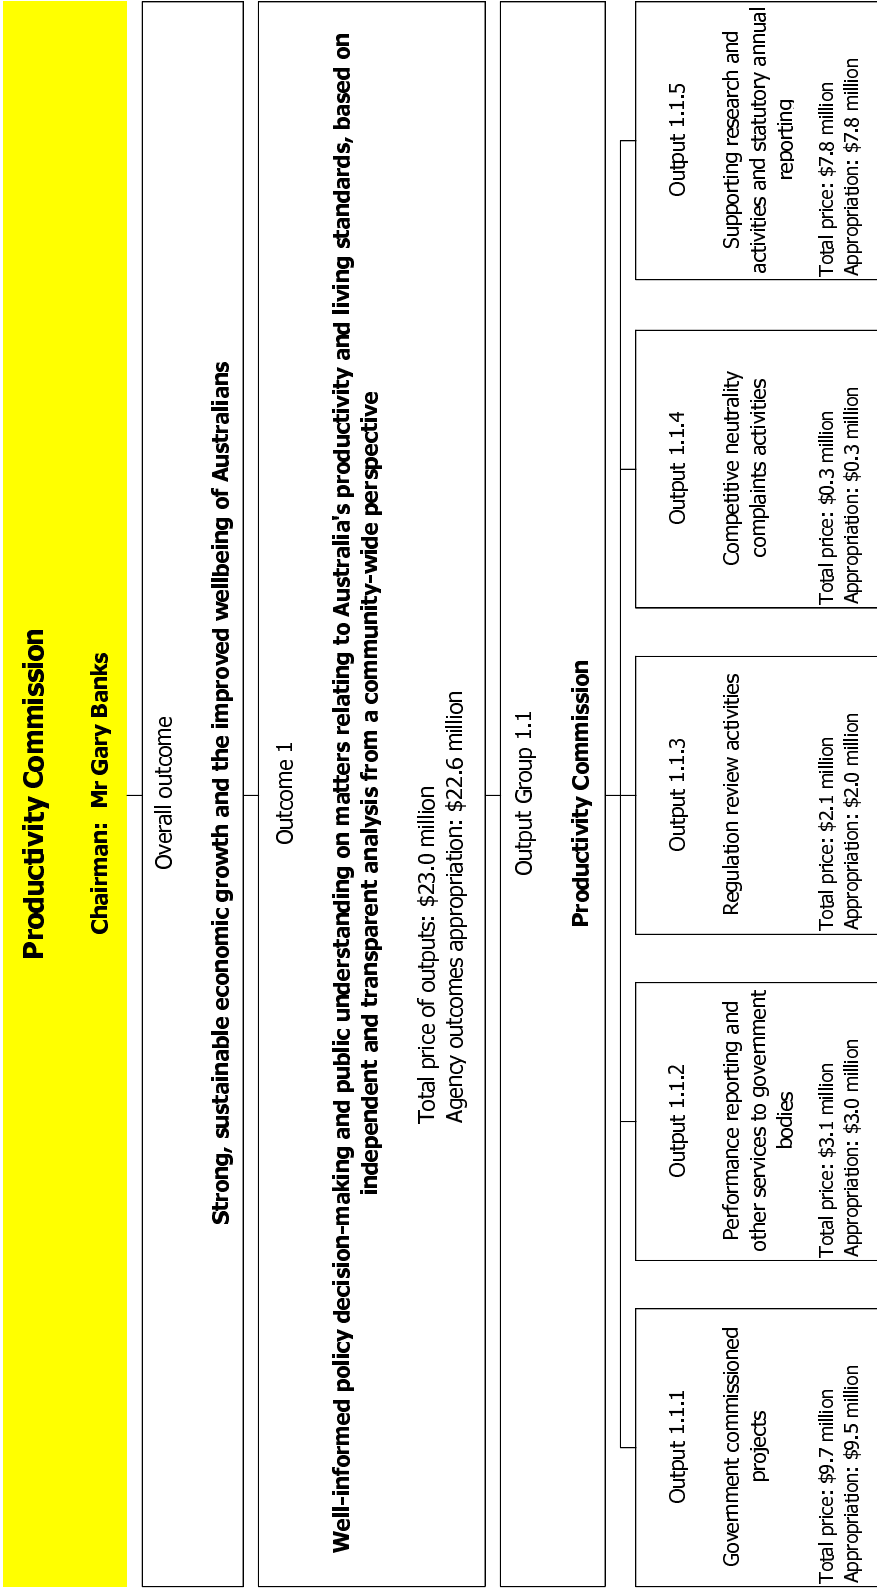 Productivity Commission
Chairman: Mr Gary Banks
Overall outcome
Strong, sustainable economic growth and the improved wellbeing of Australians
Outcome 1
Well-informed policy decision-making and public understanding on matters relating to Australia's productivity and living standards, based on
independent and transparent analysis from a community-wide perspective
Total price of outputs: $23.0 million
Agency outcomes appropriation: $22.6 million
Output Group 1.1
Productivity Commission
Output 1.1.1
Government commissioned
projects
Total price: $9.7 million
Appropriation: $9.5 million
Output 1.1.2
Performance reporting and
other services to government
bodies
Total price: $3.1 million
Appropriation: $3.0 million
Output 1.1.3
Regulation review activities
Total price: $2.1 million
Appropriation: $2.0 million
Output 1.1.4
Competitive neutrality
complaints activities
Total price: $0.3 million
Appropriation: $0.3 million
Output 1.1.5
Supporting research and
activities and statutory annual
reporting
Total price: $7.8 million
Appropriation: $7.8 million